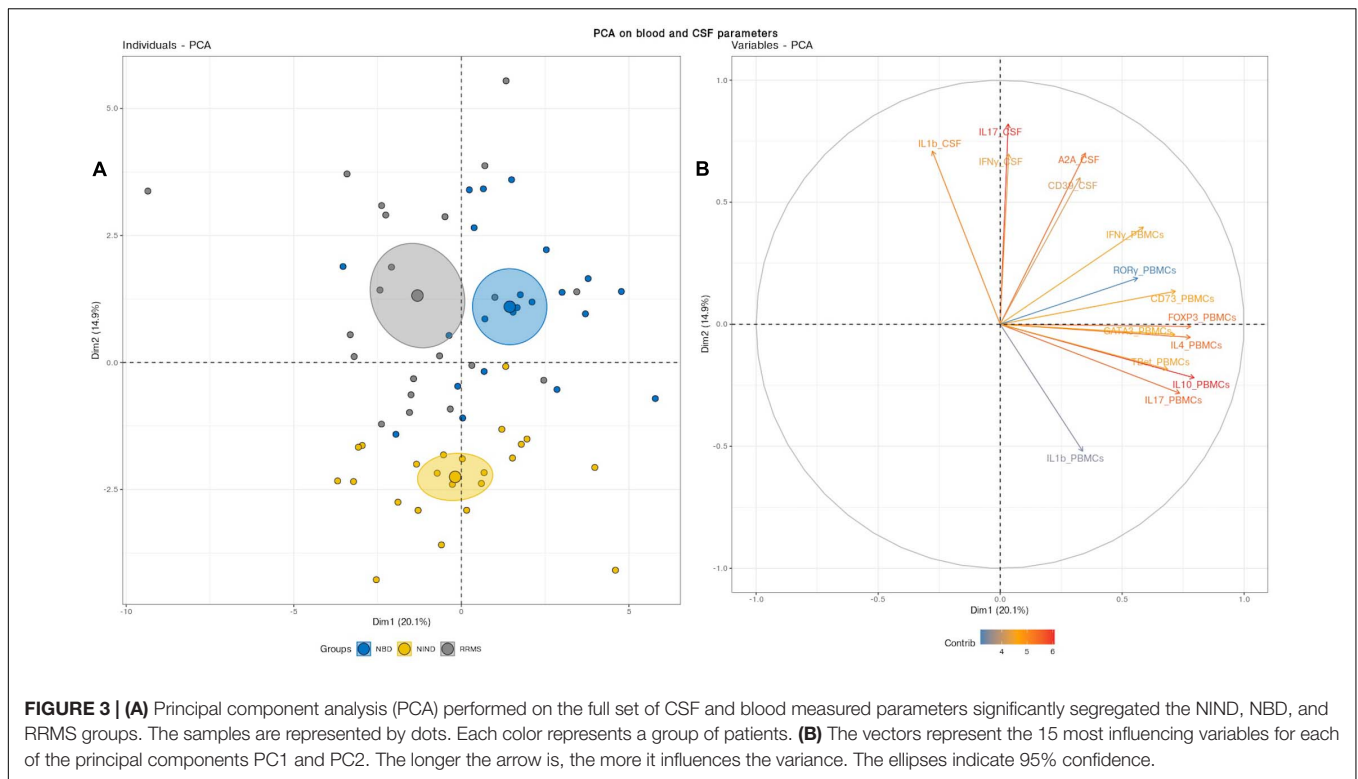 PCA on blood and CSF parameters
Individuals - PCA
A
5.0
2.5
0.0
-2.5
Dim2 (14.9%)
-10
-5
0
5
Dim1 (20.1%)
Groups NBD NIND RRMS
Variables - PCA
B
1.0
0.5
0.0
-0.5
-1.0
Dim2 (14.9%)
IL17_CSF
IL1b_CSF
IFNγ_CSF
A2A_CSF
CD39_CSF
IFNγ_PBMCs
RORγ_PBMCs
CD73_PBMCs
FOXP3_PBMCs
GATA3_PBMCs
IL4_PBMCs
TBet_PBMCs
IL10_PBMCs
IL17_PBMCs
IL1b_PBMCs
-1.0
-0.5
0.0
0.5
1.0
Dim1 (20.1%)
Contrib
4 5 6
FIGURE 3 | (A) Principal component analysis (PCA) performed on the full set of CSF and blood measured parameters significantly segregated the NIND, NBD, and
RRMS groups. The samples are represented by dots. Each color represents a group of patients. (B) The vectors represent the 15 most influencing variables for each
of the principal components PC1 and PC2. The longer the arrow is, the more it influences the variance. The ellipses indicate 95% confidence.